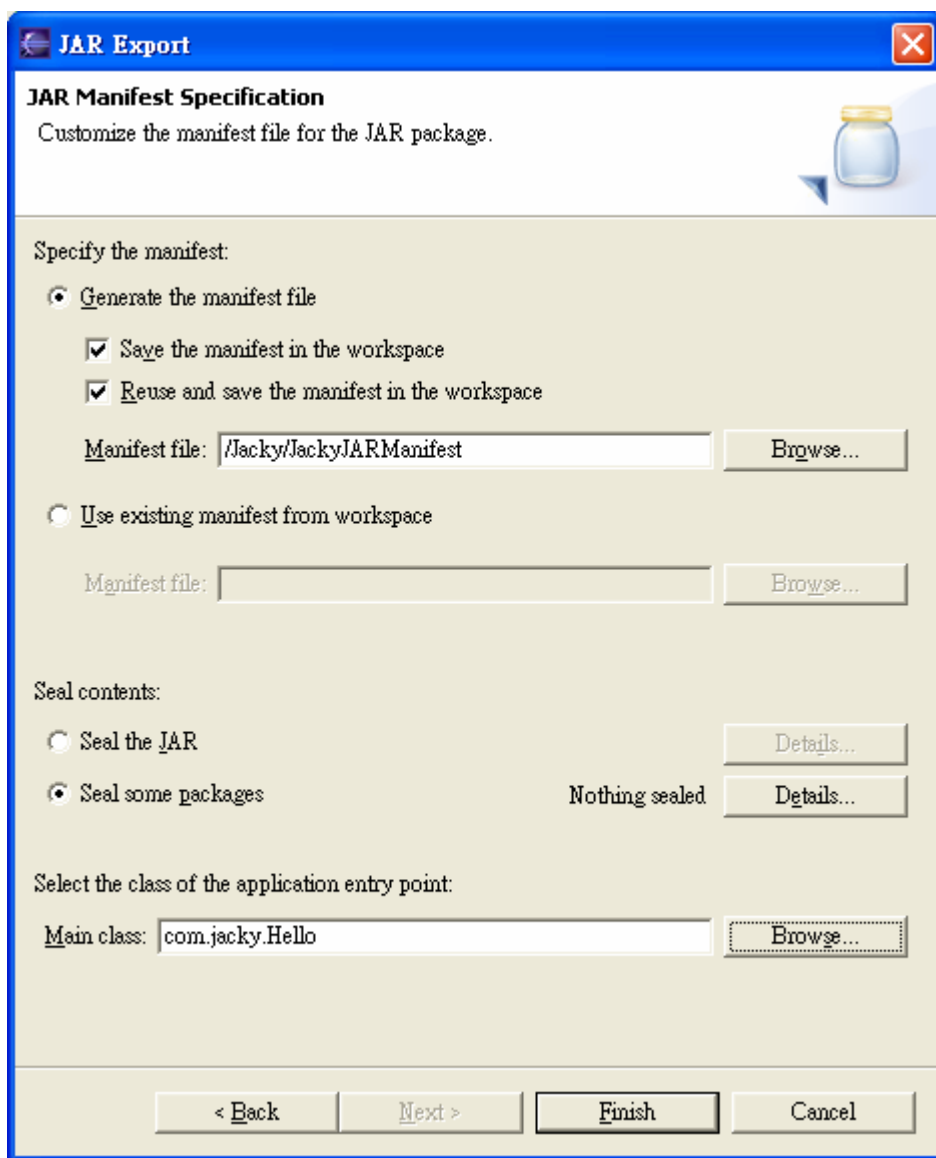 JAR Export
JAR Manifest Specification
Customize the manifest file for the JAR package.
Specify the manifest:
Generate the manifest file
Save the manifest in the workspace
Reuse and save the manifest in the workspace
Manifest file: /Jacky/JackyJARManifest Browse...
Use existing manifest from workspace
Manifest file: Browse...
Seal contents:
Seal the JAR Details...
Seal some packages Nothing sealed Details...
Select the class of the application entry point:
Main class: com.jacky.Hello Browse...
< Back Next > Finish Cancel